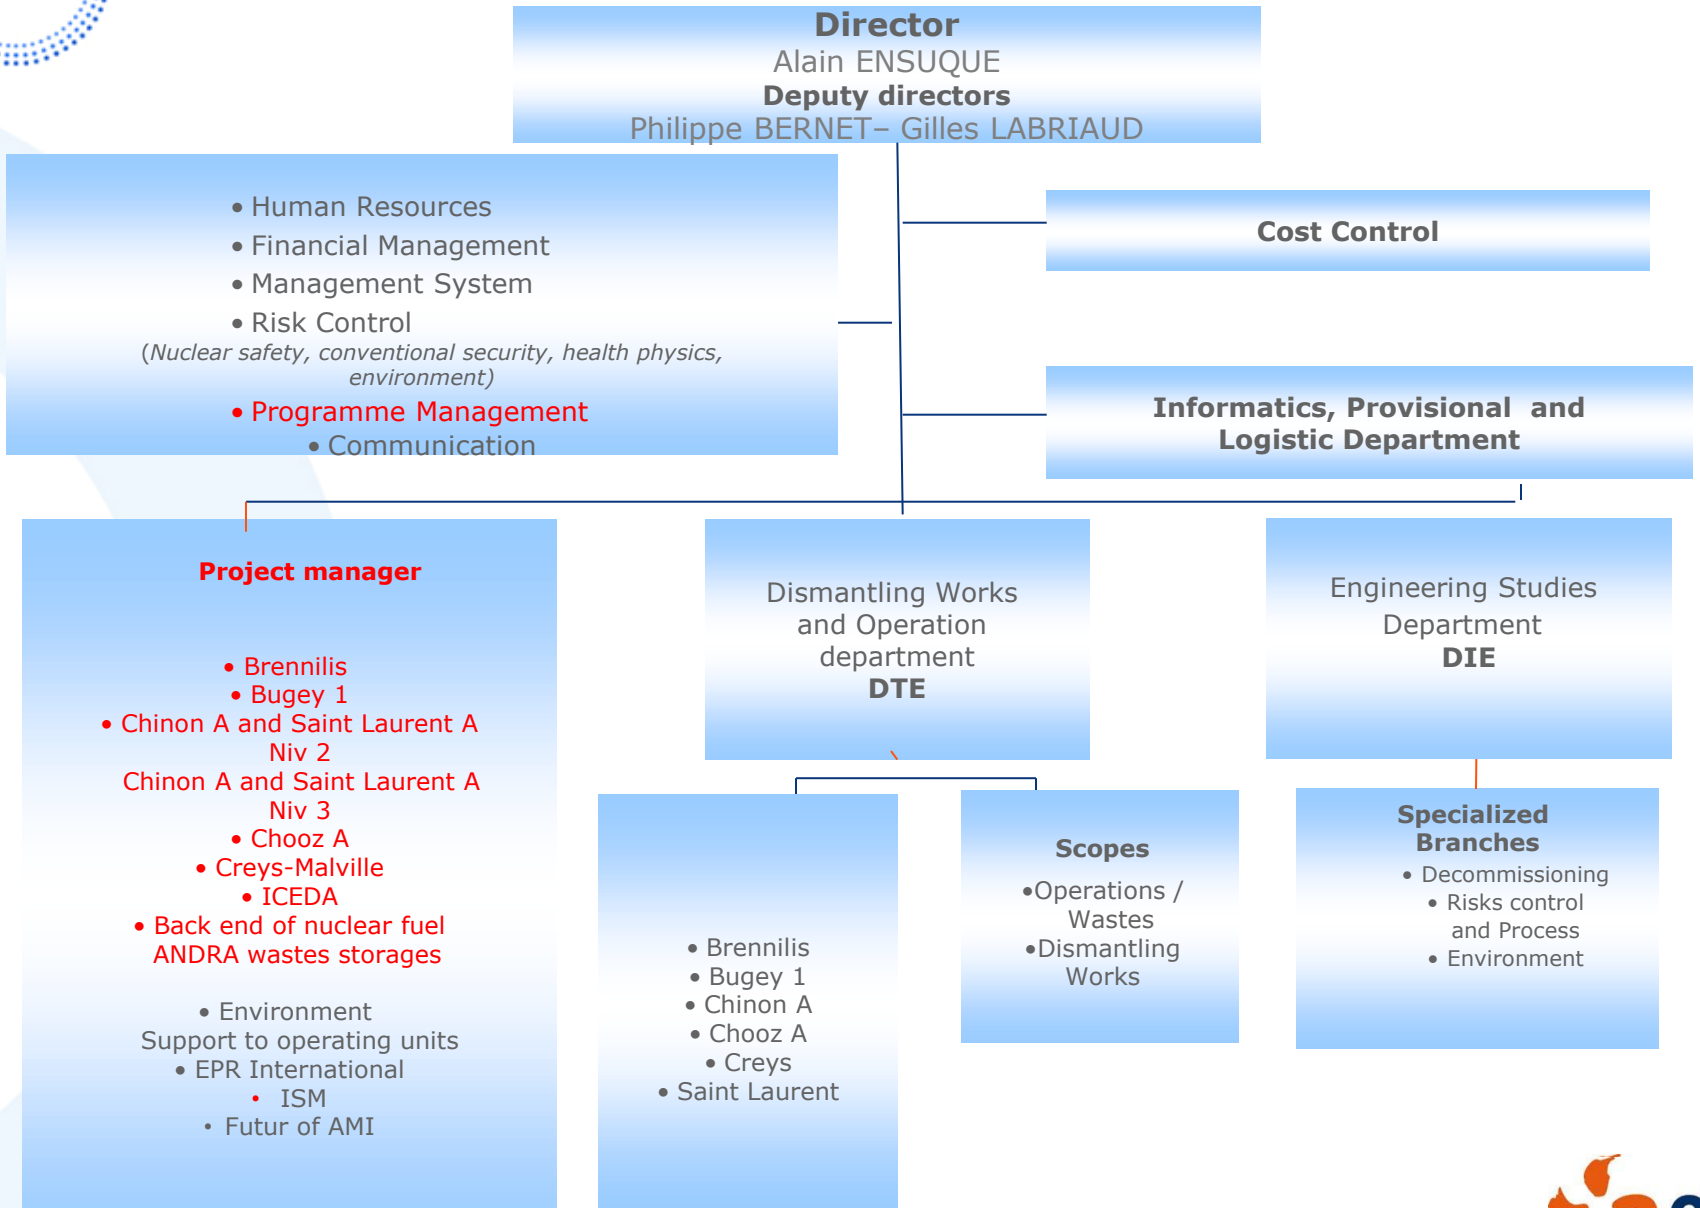 Director
Alain ENSUQUE
Deputy directors
Philippe BERNET– Gilles LABRIAUD
• Human Resources
• Financial Management
• Management System
• Risk Control
(Nuclear safety, conventional security, health physics,
environment)
• Programme Management
• Communication
Cost Control
Informatics, Provisional and
Logistic Department
Project manager
• Brennilis
• Bugey 1
• Chinon A and Saint Laurent A
Niv 2
Chinon A and Saint Laurent A
Niv 3
• Chooz A
• Creys-Malville
• ICEDA
• Back end of nuclear fuel
ANDRA wastes storages
• Environment
Support to operating units
• EPR International
• ISM
• Futur of AMI
Dismantling Works
and Operation
department
DTE
• Brennilis
• Bugey 1
• Chinon A
• Chooz A
• Creys
• Saint Laurent
Scopes
•Operations /
Wastes
•Dismantling
Works
Engineering Studies
Department
DIE
Specialized
Branches
• Decommissioning
• Risks control
and Process
• Environment